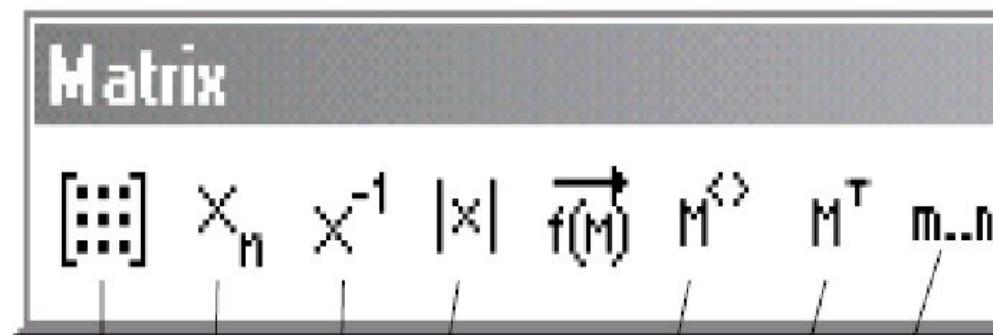 Matrix
[⋮⋮⋮] Xₙ X⁻¹ |x| f(M)⃗ M^<> Mᵀ m..n